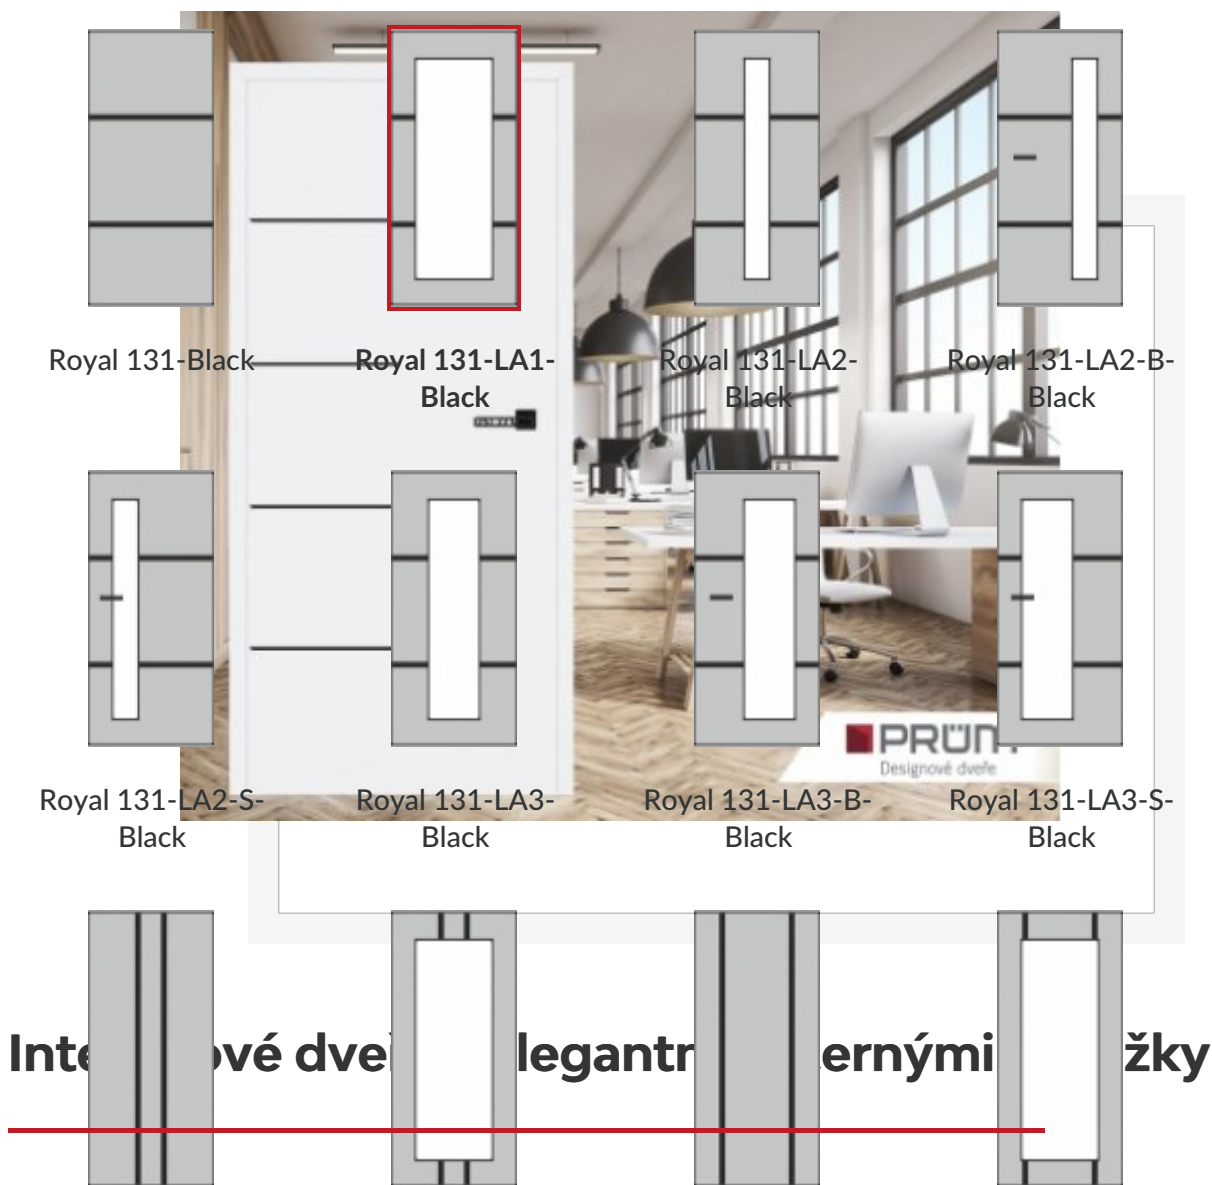 Royal 131-Black
Royal 131-LA1-
Black
Royal 131-LA2-
Black
Royal 131-LA2-B-
Black
Designové dveře
Royal 131-LA2-S-
Black
Royal 131-LA3-
Black
Royal 131-LA3-B-
Black
Royal 131-LA3-S-
Black